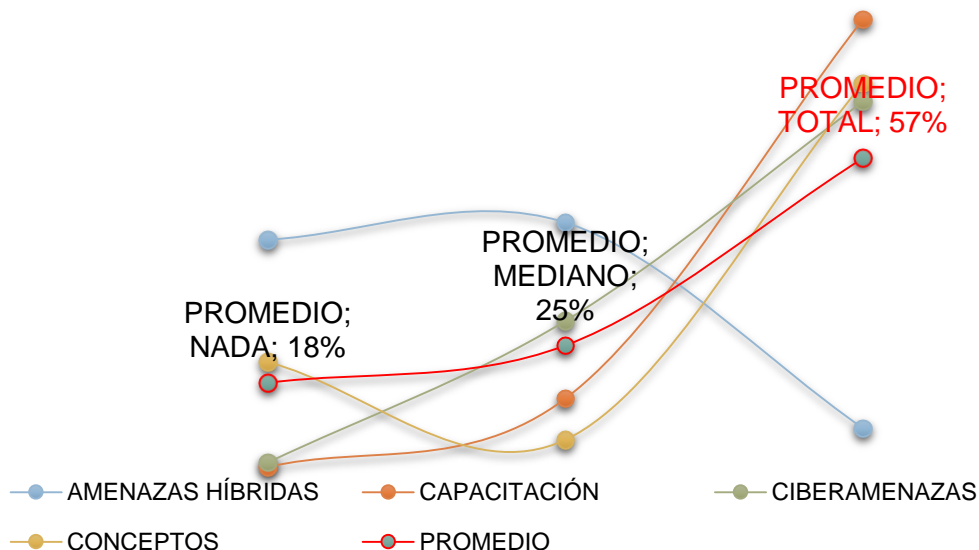 PROMEDIO;
TOTAL; 57%
PROMEDIO;
MEDIANO;
25%
PROMEDIO;
NADA; 18%
AMENAZAS HÍBRIDAS
CAPACITACIÓN
CIBERAMENAZAS
CONCEPTOS
PROMEDIO